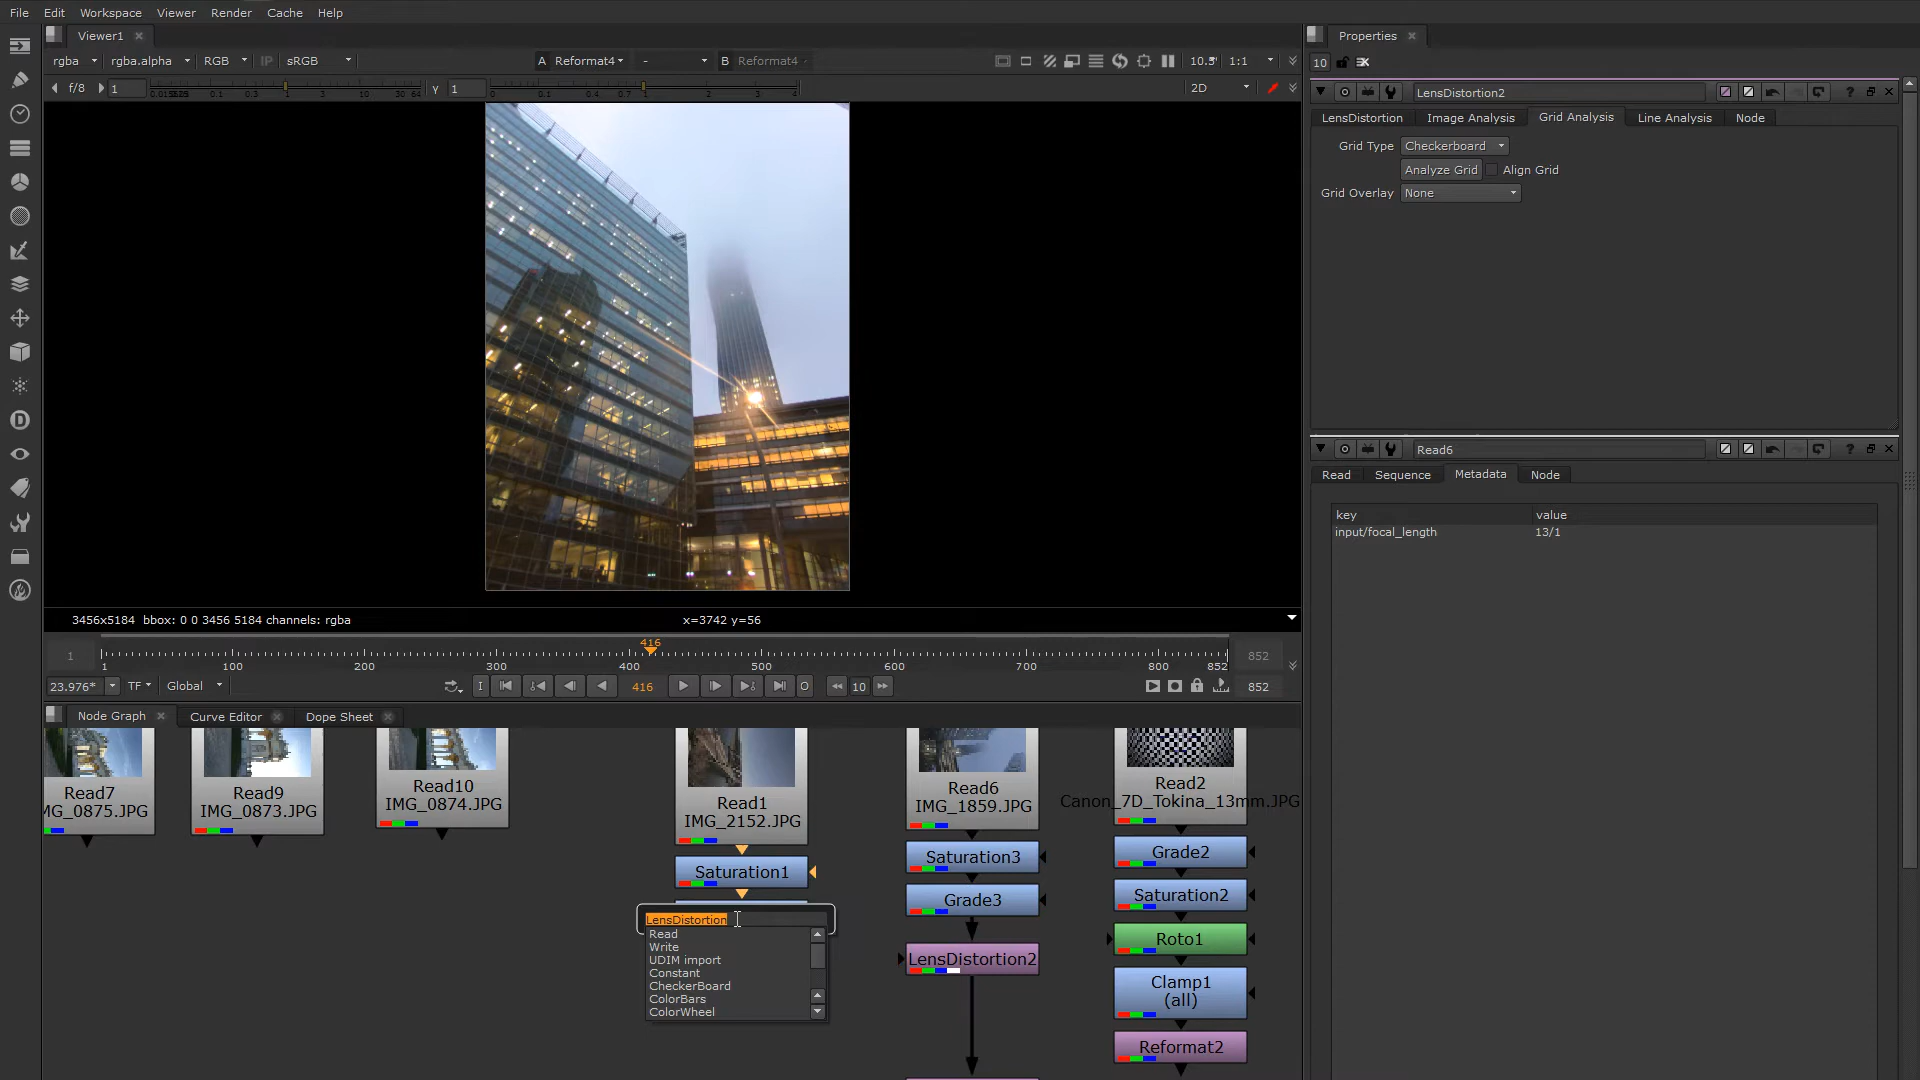 File Edit Workspace Viewer Render Cache Help
Viewer1
Properties
rgba rgba.alpha RGB IP sRGB A Reformat4 - B Reformat4 1:1
10
f/8 1 γ 1 2D
LensDistortion2
LensDistortion Image Analysis Grid Analysis Line Analysis Node
Grid Type Checkerboard
Analyze Grid Align Grid
Grid Overlay None
Read6
Read Sequence Metadata Node
key value
input/focal_length 13/1
3456x5184 bbox: 0 0 3456 5184 channels: rgba x=3742 y=56
416
1 852
1 100 200 300 400 500 600 700 800 852
23.976* TF Global I 416 O 10 852
Node Graph Curve Editor Dope Sheet
Read7
MG_0875.JPG
Read9
IMG_0873.JPG
Read10
IMG_0874.JPG
Read1
IMG_2152.JPG
Saturation1
LensDistortion
Read
Write
UDIM import
Constant
CheckerBoard
ColorBars
ColorWheel
Read6
IMG_1859.JPG
Saturation3
Grade3
LensDistortion2
Read2
Canon_7D_Tokina_13mm.JPG
Grade2
Saturation2
Roto1
Clamp1
(all)
Reformat2